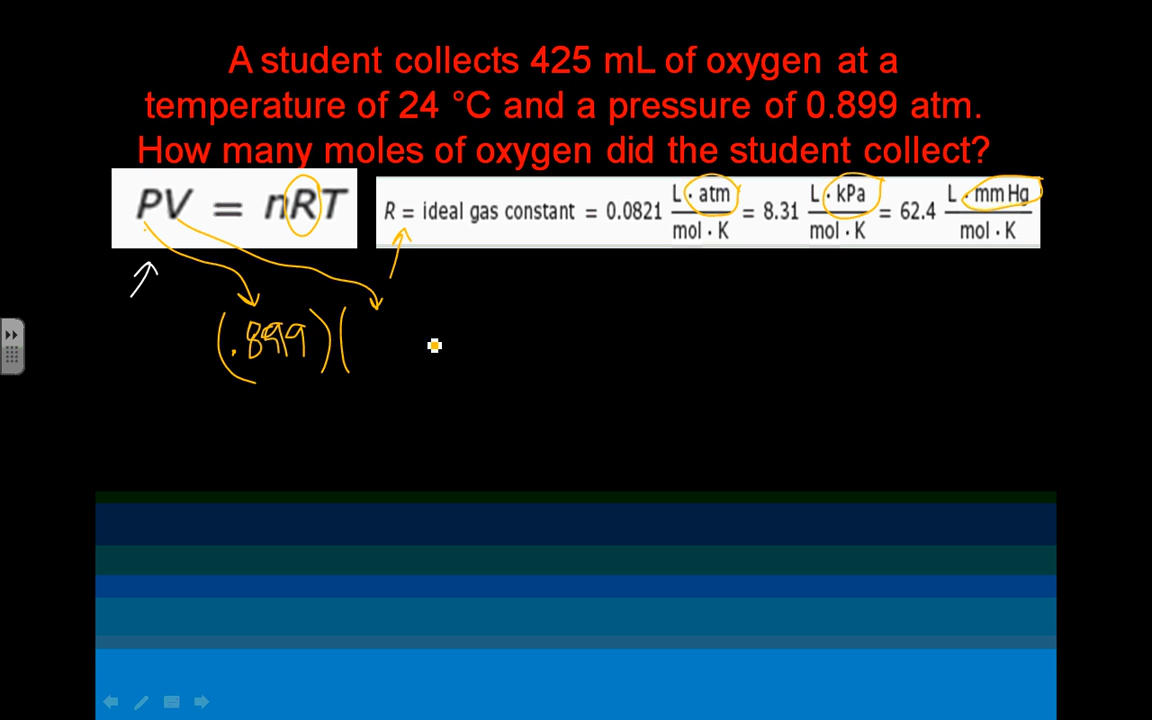 A student collects 425 mL of oxygen at a
temperature of 24 °C and a pressure of 0.899 atm.
How many moles of oxygen did the student collect?
PV = nRT
R = ideal gas constant = 0.0821 L · atm / mol · K = 8.31 L · kPa / mol · K = 62.4 L · mm Hg / mol · K
(.899)(